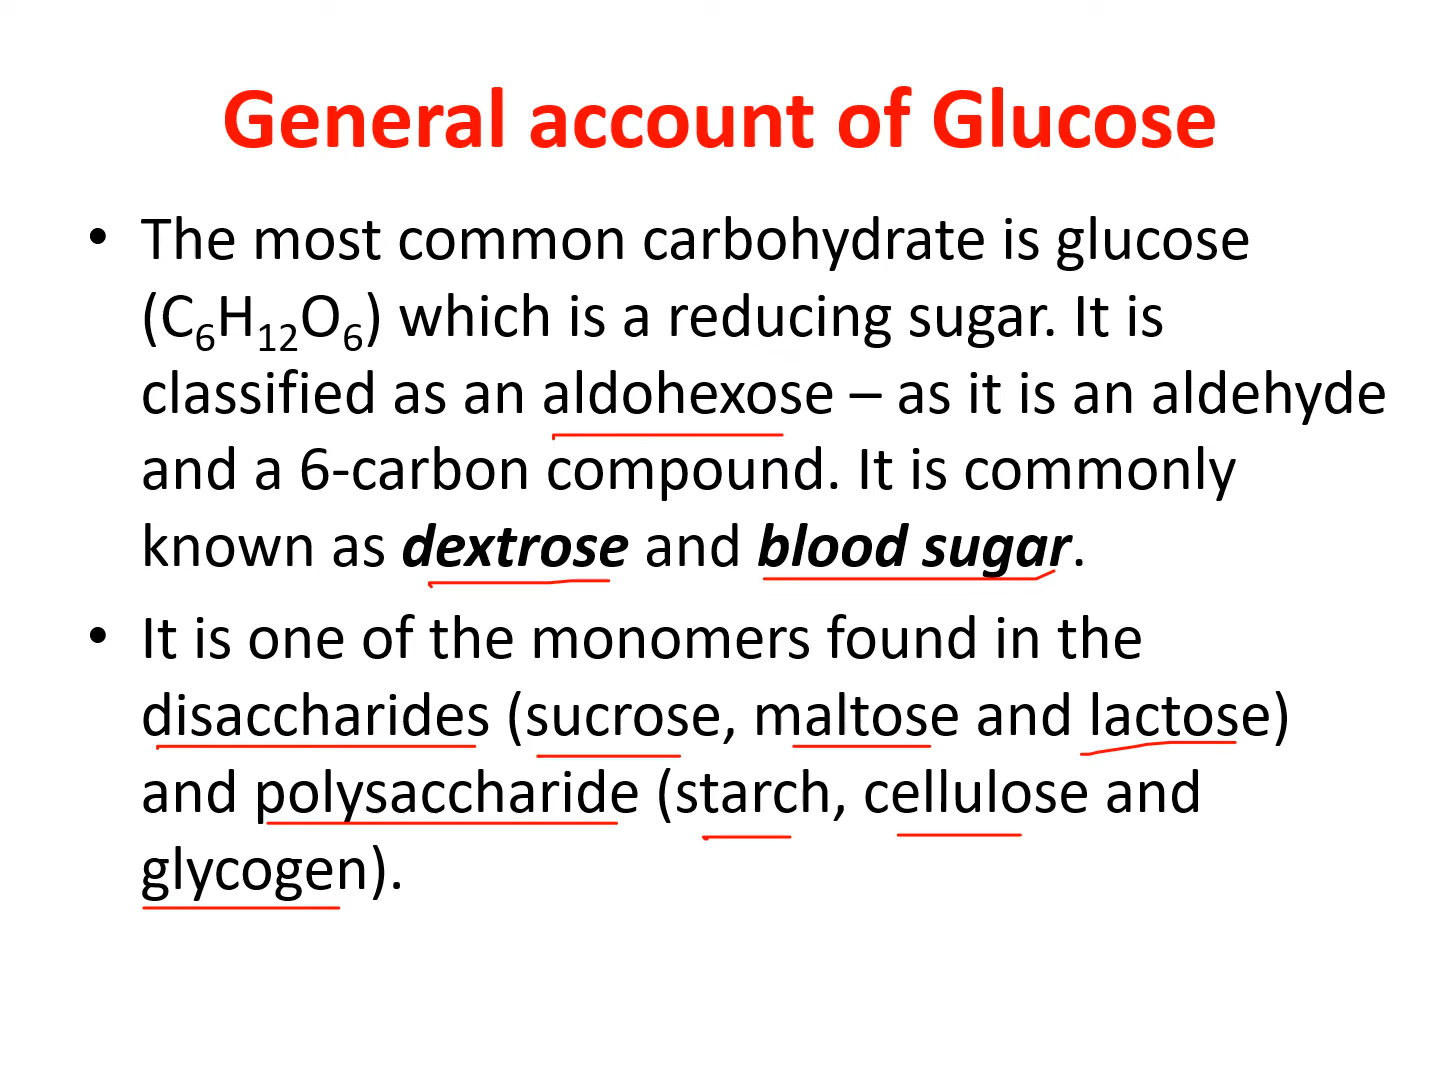 General account of Glucose
• The most common carbohydrate is glucose
(C₆H₁₂O₆) which is a reducing sugar. It is
classified as an aldohexose – as it is an aldehyde
and a 6-carbon compound. It is commonly
known as dextrose and blood sugar.
• It is one of the monomers found in the
disaccharides (sucrose, maltose and lactose)
and polysaccharide (starch, cellulose and
glycogen).